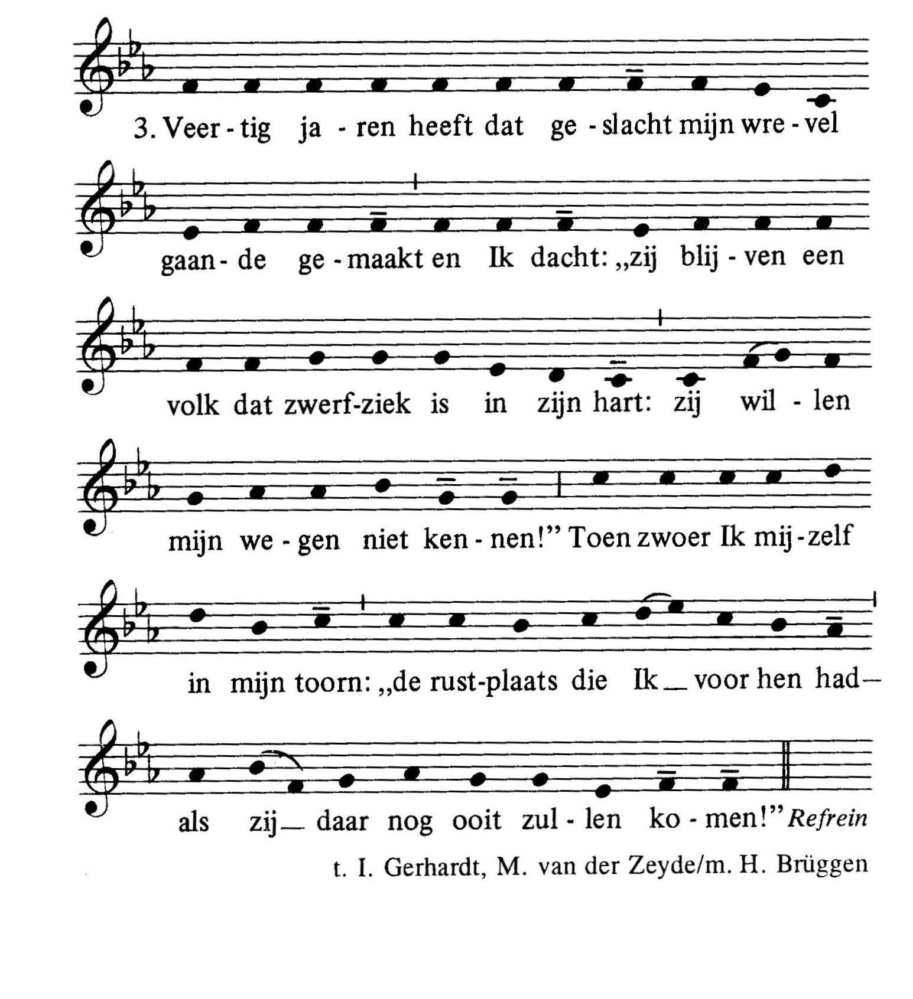 3. Veer - tig ja - ren heeft dat ge - slacht mijn wre - vel
gaan - de ge - maakt en Ik dacht: „zij blij - ven een
volk dat zwerf-ziek is in zijn hart: zij wil - len
mijn we - gen niet ken - nen!” Toen zwoer Ik mij-zelf
in mijn toorn: „de rust-plaats die Ik — voor hen had—
als zij — daar nog ooit zul - len ko - men!” Refrein
t. I. Gerhardt, M. van der Zeyde/m. H. Brüggen